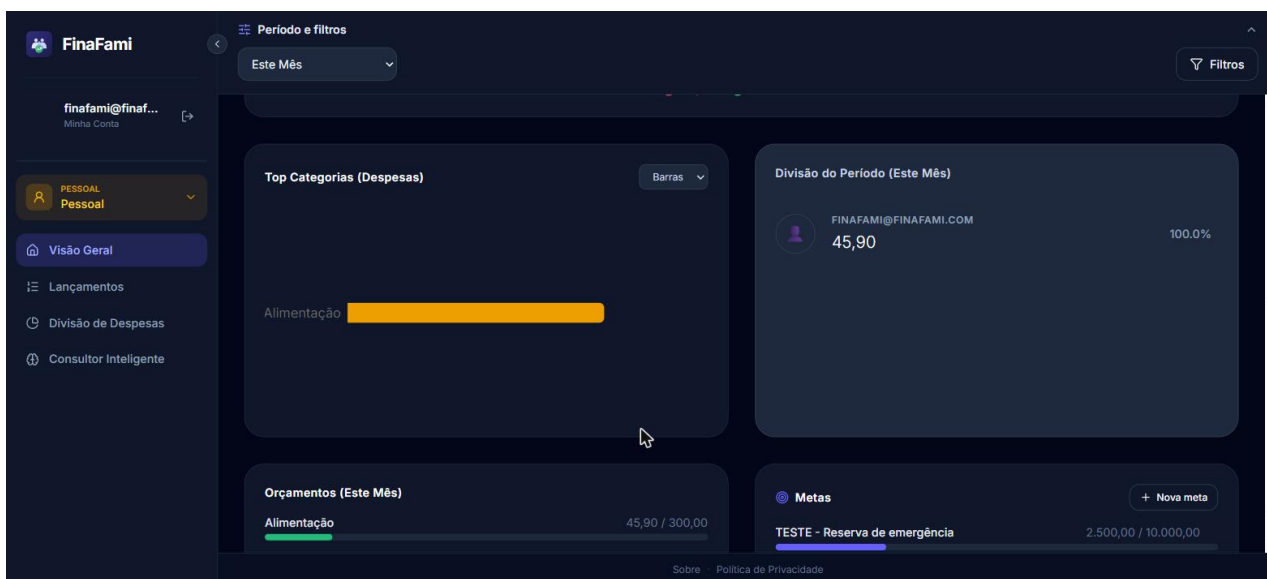 FinaFami
finafami@finaf...
Minha Conta
PESSOAL
Pessoal
Visão Geral
Lançamentos
Divisão de Despesas
Consultor Inteligente
Período e filtros
Este Mês
Filtros
Top Categorias (Despesas)
Barras
Alimentação
Divisão do Período (Este Mês)
FINAFAMI@FINAFAMI.COM
45,90
100.0%
Orçamentos (Este Mês)
Alimentação
45,90 / 300,00
Metas
+ Nova meta
TESTE - Reserva de emergência
2.500,00 / 10.000,00
Sobre · Política de Privacidade